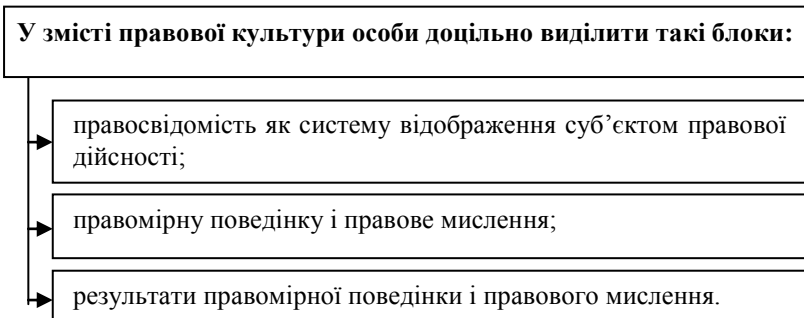 У змісті правової культури особи доцільно виділити такі блоки:
правосвідомість як систему відображення суб’єктом правової
дійсності;
правомірну поведінку і правове мислення;
результати правомірної поведінки і правового мислення.